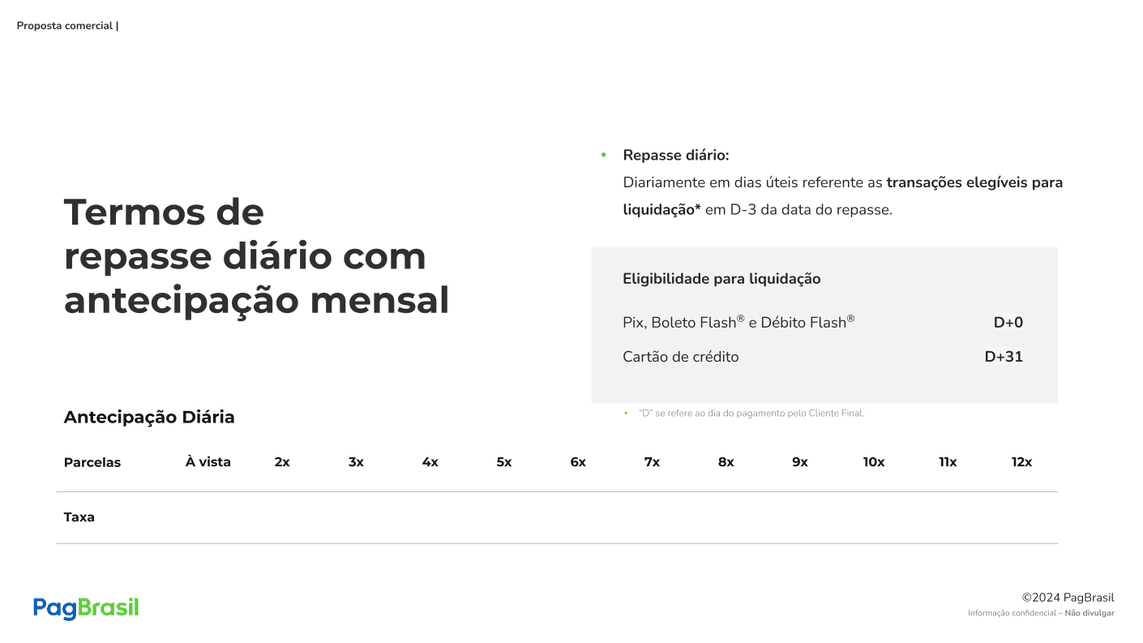 Proposta comercial |
Termos de
repasse diário com
antecipação mensal
• Repasse diário:
Diariamente em dias úteis referente as transações elegíveis para
liquidação* em D-3 da data do repasse.
Eligibilidade para liquidação
Pix, Boleto Flash® e Débito Flash® D+0
Cartão de crédito D+31
• “D” se refere ao dia do pagamento pelo Cliente Final.
Antecipação Diária
Parcelas À vista 2x 3x 4x 5x 6x 7x 8x 9x 10x 11x 12x
Taxa
PagBrasil
©2024 PagBrasil
Informação confidencial – Não divulgar